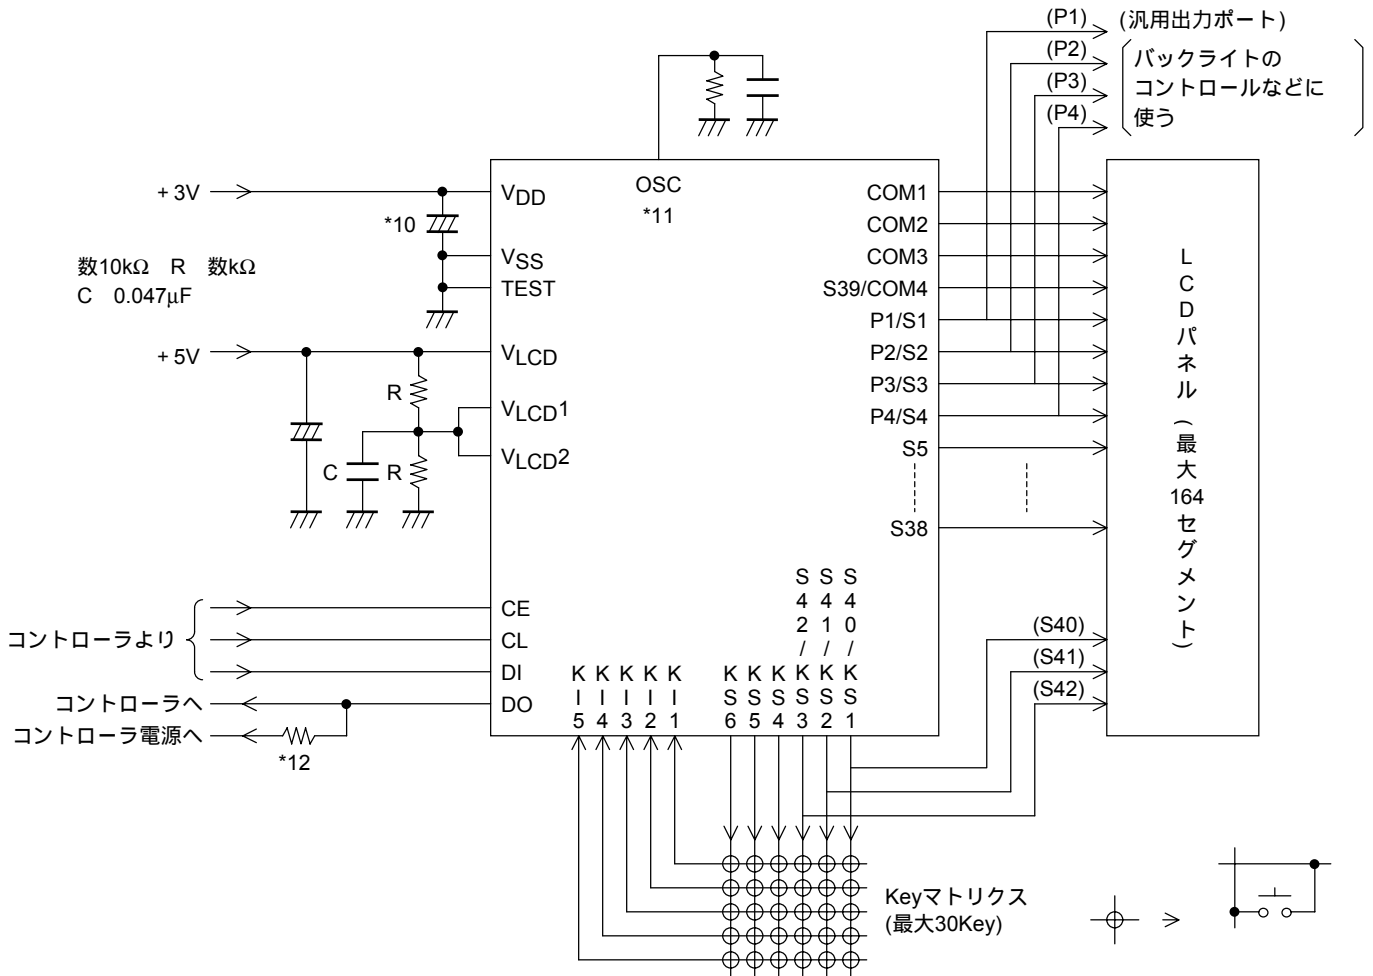 (P1)
(汎用出力ポート)
(P2)
(P3)
(P4)
バックライトの
コントロールなどに
使う
OSC
*11
+3V
VDD
*10
VSS
TEST
数10kΩ R 数kΩ
C 0.047μF
+5V
VLCD
R
VLCD1
C
R
VLCD2
COM1
COM2
COM3
S39/COM4
P1/S1
P2/S2
P3/S3
P4/S4
S5
S38
LCDパネル(最大164セグメント)
コントローラより
CE
CL
DI
コントローラへ
DO
コントローラ電源へ
*12
KI5
KI4
KI3
KI2
KI1
KS6
KS5
KS4
S42/KS3
S41/KS2
S40/KS1
(S40)
(S41)
(S42)
Keyマトリクス
(最大30Key)